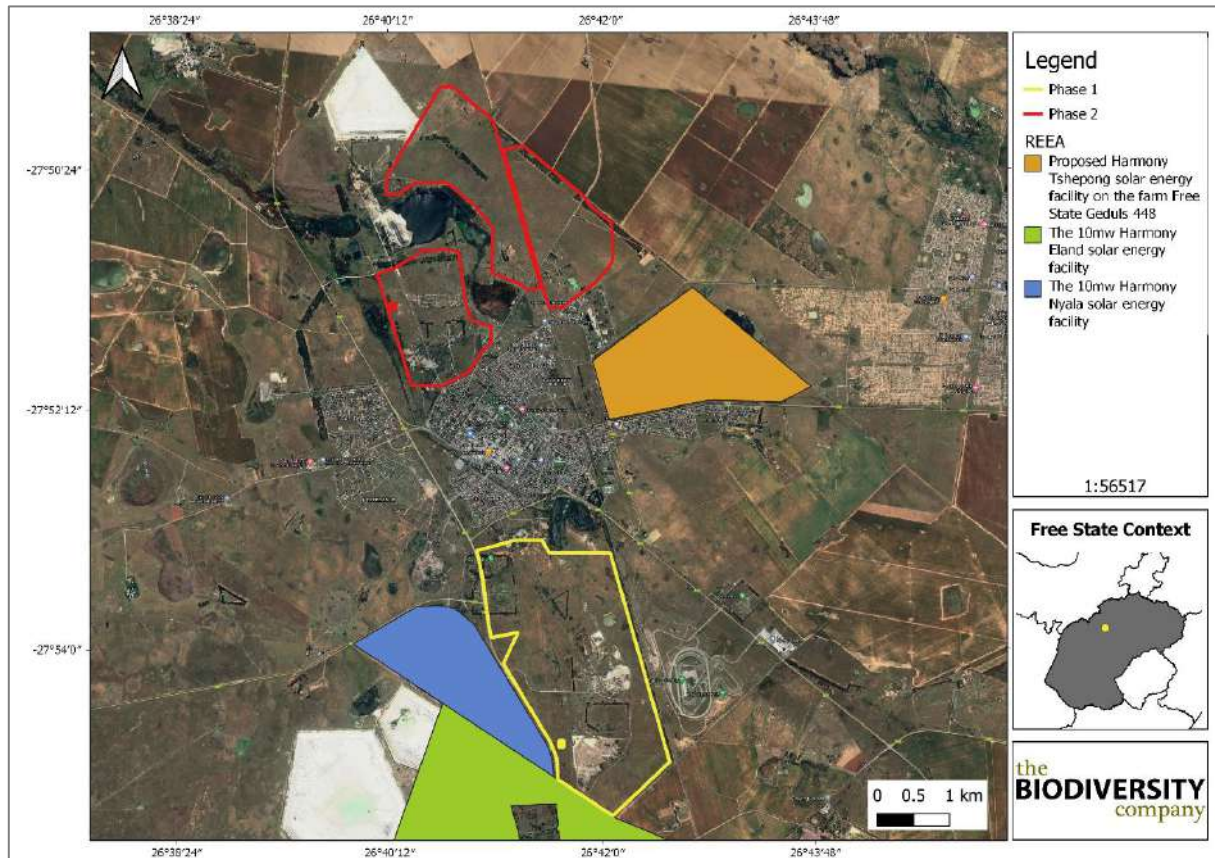 26°38'24"
26°40'12"
26°42'0"
26°43'48"
-27°50'24"
-27°52'12"
-27°54'0"
26°38'24"
26°40'12"
26°42'0"
26°43'48"
0 0.5 1 km
Legend
Phase 1
Phase 2
REEA
Proposed Harmony
Tshepong solar energy
facility on the farm Free
State Geduls 448
The 10mw Harmony
Eland solar energy
facility
The 10mw Harmony
Nyala solar energy
facility
1:56517
Free State Context
the
BIODIVERSITY
company